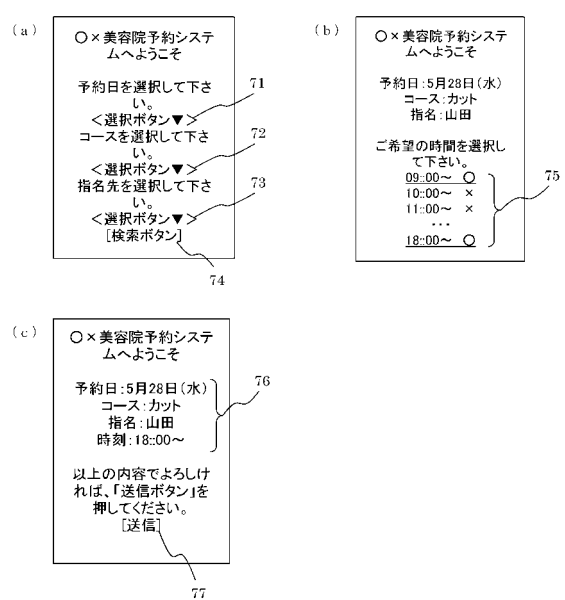 (a)
○×美容院予約システ
ムへようこそ
予約日を選択して下さ
い。
<選択ボタン▼>
コースを選択して下さ
い。
<選択ボタン▼>
指名先を選択して下さ
い。
<選択ボタン▼>
[検索ボタン]
71
72
73
74
(b)
○×美容院予約システ
ムへようこそ
予約日:5月28日(水)
コース:カット
指名:山田
ご希望の時間を選択し
て下さい。
09::00~ ○
10::00~ ×
11::00~ ×
...
18::00~ ○
75
(c)
○×美容院予約システ
ムへようこそ
予約日:5月28日(水)
コース:カット
指名:山田
時刻:18::00~
以上の内容でよろしけ
れば、「送信ボタン」を
押してください。
[送信]
76
77